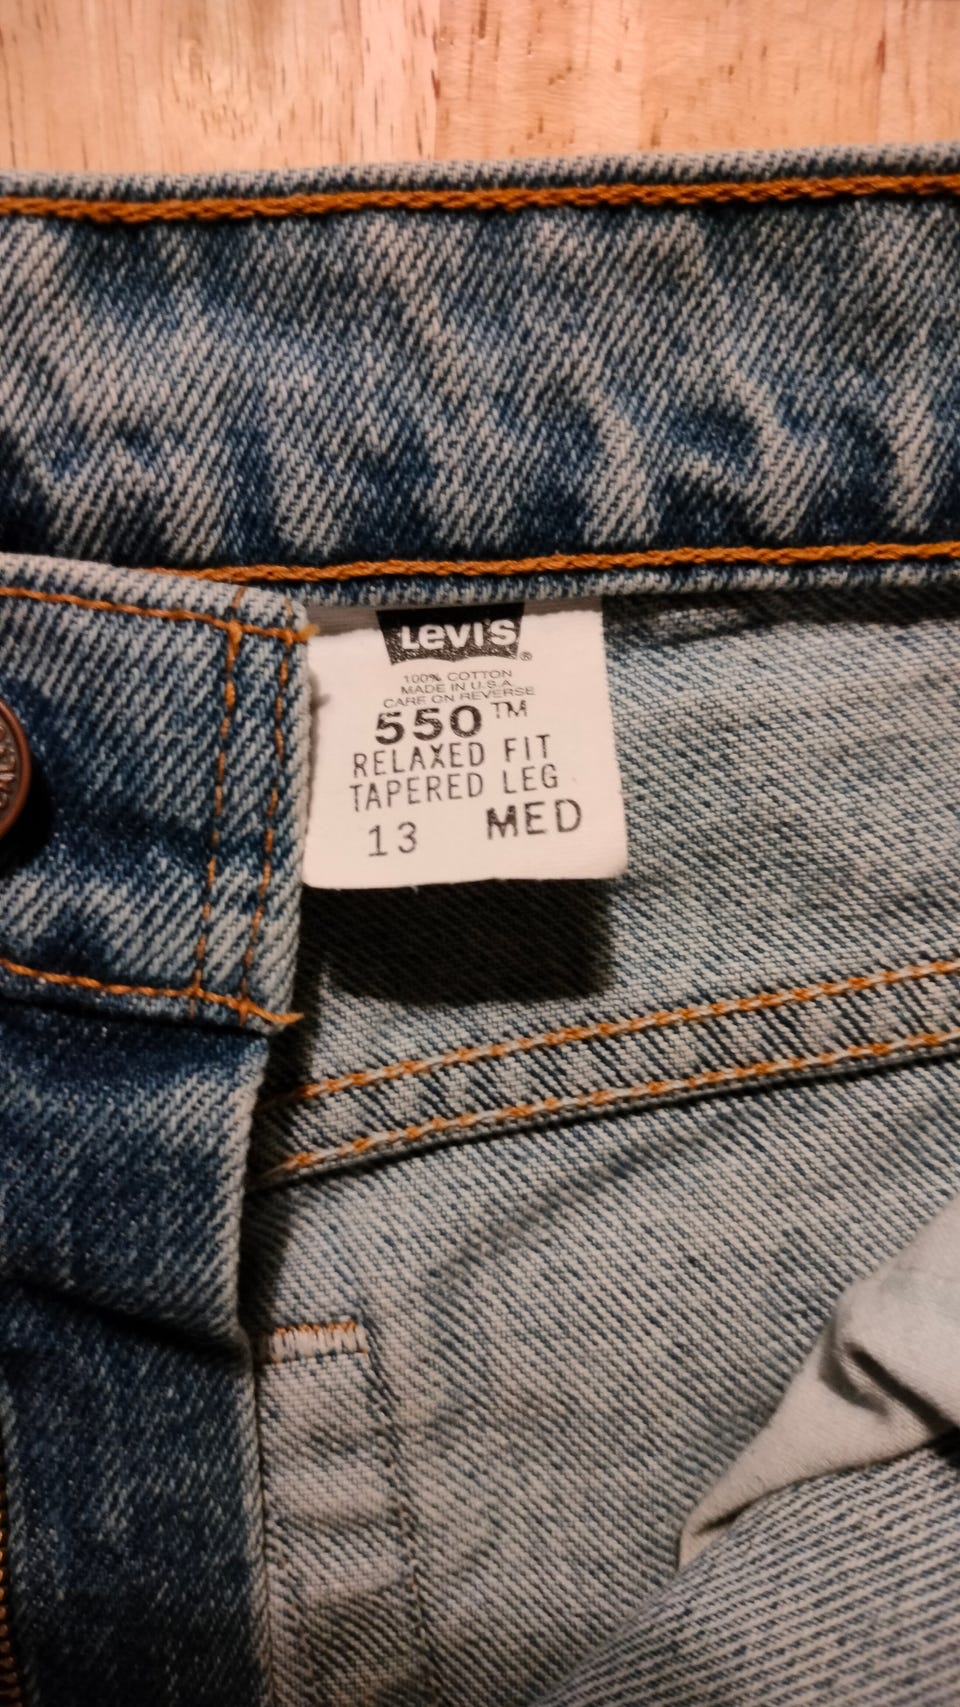 Levi's®
100% COTTON
MADE IN U.S.A.
CARE ON REVERSE
550™
RELAXED FIT
TAPERED LEG
13 MED